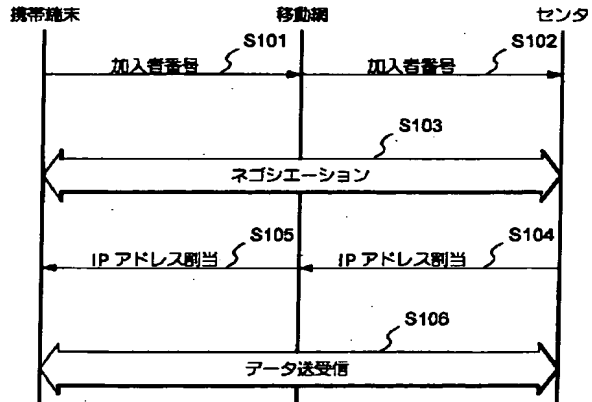 携帯端末 移動網 センタ
S101 S102
加入者番号 加入者番号
S103
ネゴシエーション
S105 S104
IP アドレス割当 IP アドレス割当
S106
データ送受信